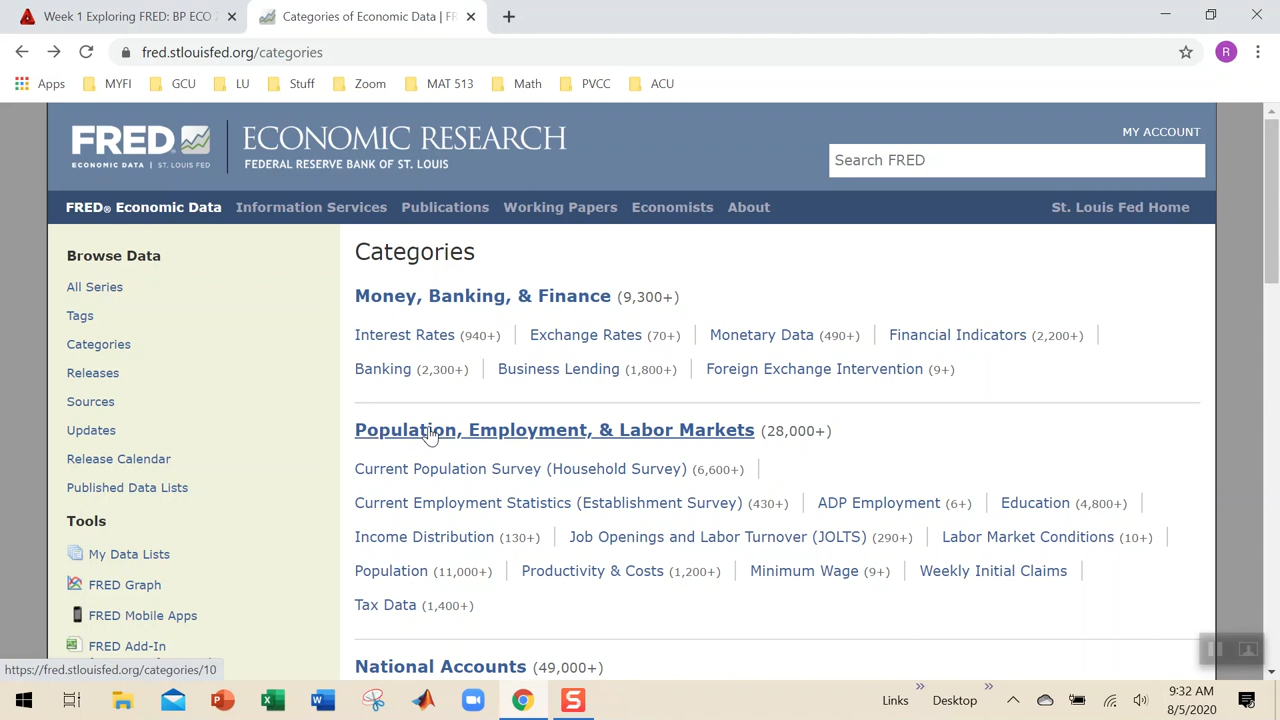 Week 1 Exploring FRED: BP ECO
Categories of Economic Data | F
fred.stlouisfed.org/categories
R
Apps MYFI GCU LU Stuff Zoom MAT 513 Math PVCC ACU
FRED ECONOMIC RESEARCH
ECONOMIC DATA | ST. LOUIS FED FEDERAL RESERVE BANK OF ST. LOUIS
MY ACCOUNT
Search FRED
FRED® Economic Data Information Services Publications Working Papers Economists About St. Louis Fed Home
Browse Data
All Series
Tags
Categories
Releases
Sources
Updates
Release Calendar
Published Data Lists
Tools
My Data Lists
FRED Graph
FRED Mobile Apps
FRED Add-In
Categories
Money, Banking, & Finance (9,300+)
Interest Rates (940+) Exchange Rates (70+) Monetary Data (490+) Financial Indicators (2,200+)
Banking (2,300+) Business Lending (1,800+) Foreign Exchange Intervention (9+)
Population, Employment, & Labor Markets (28,000+)
Current Population Survey (Household Survey) (6,600+)
Current Employment Statistics (Establishment Survey) (430+) ADP Employment (6+) Education (4,800+)
Income Distribution (130+) Job Openings and Labor Turnover (JOLTS) (290+) Labor Market Conditions (10+)
Population (11,000+) Productivity & Costs (1,200+) Minimum Wage (9+) Weekly Initial Claims
Tax Data (1,400+)
National Accounts (49,000+)
https://fred.stlouisfed.org/categories/10
Links Desktop
9:32 AM
8/5/2020